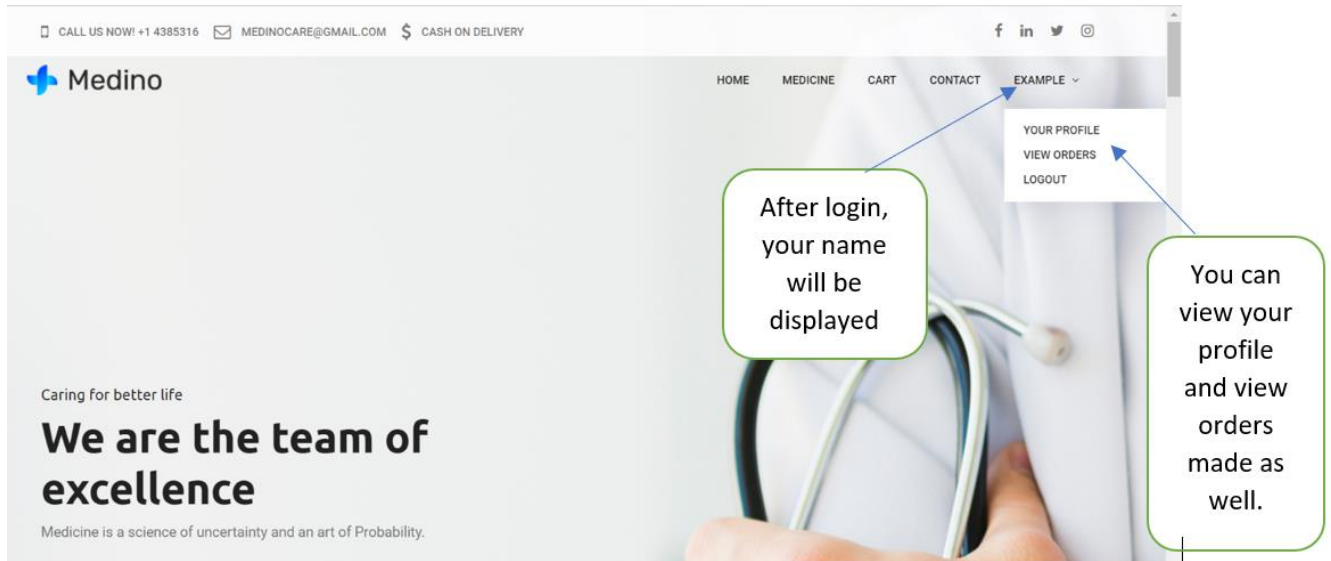 CALL US NOW! +1 4385316 MEDINOCARE@GMAIL.COM CASH ON DELIVERY
Medino
HOME MEDICINE CART CONTACT EXAMPLE
YOUR PROFILE
VIEW ORDERS
LOGOUT
After login,
your name
will be
displayed
You can
view your
profile
and view
orders
made as
well.
Caring for better life
We are the team of
excellence
Medicine is a science of uncertainty and an art of Probability.